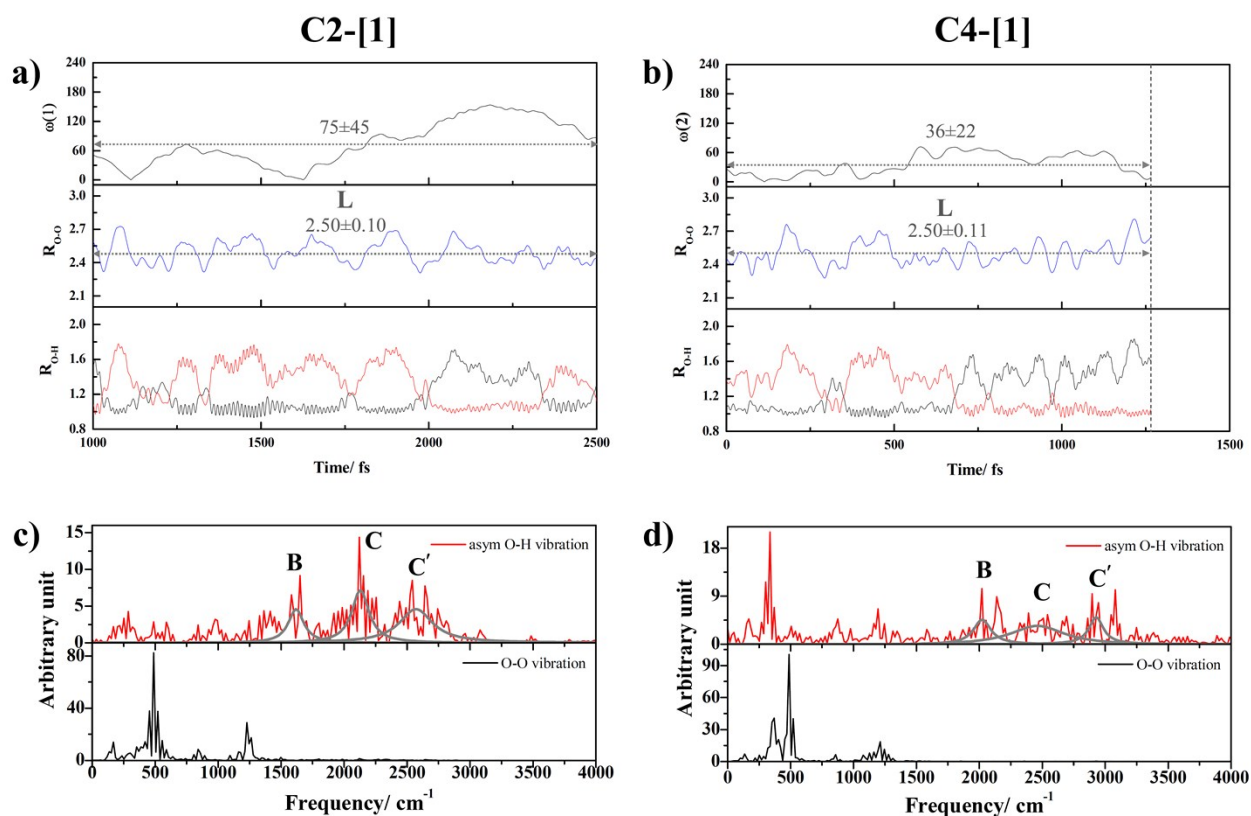 C2-[1]
C4-[1]
a)
240
180
120
60
0
ω(1)
75±45
3.0
2.7
2.4
2.1
R O-O
L
2.50±0.10
2.0
1.6
1.2
0.8
R O-H
1000
1500
2000
2500
Time/ fs
b)
240
180
120
60
0
ω(2)
36±22
3.0
2.7
2.4
2.1
R O-O
L
2.50±0.11
2.0
1.6
1.2
0.8
R O-H
0
500
1000
1500
Time/ fs
c)
15
10
5
0
B
C
C′
asym O-H vibration
Arbitrary unit
80
40
0
O-O vibration
0
500
1000
1500
2000
2500
3000
3500
4000
Frequency/ cm-1
d)
18
12
6
0
B
C
C′
asym O-H vibration
Arbitrary unit
90
60
30
0
O-O vibration
0
500
1000
1500
2000
2500
3000
3500
4000
Frequency/ cm-1